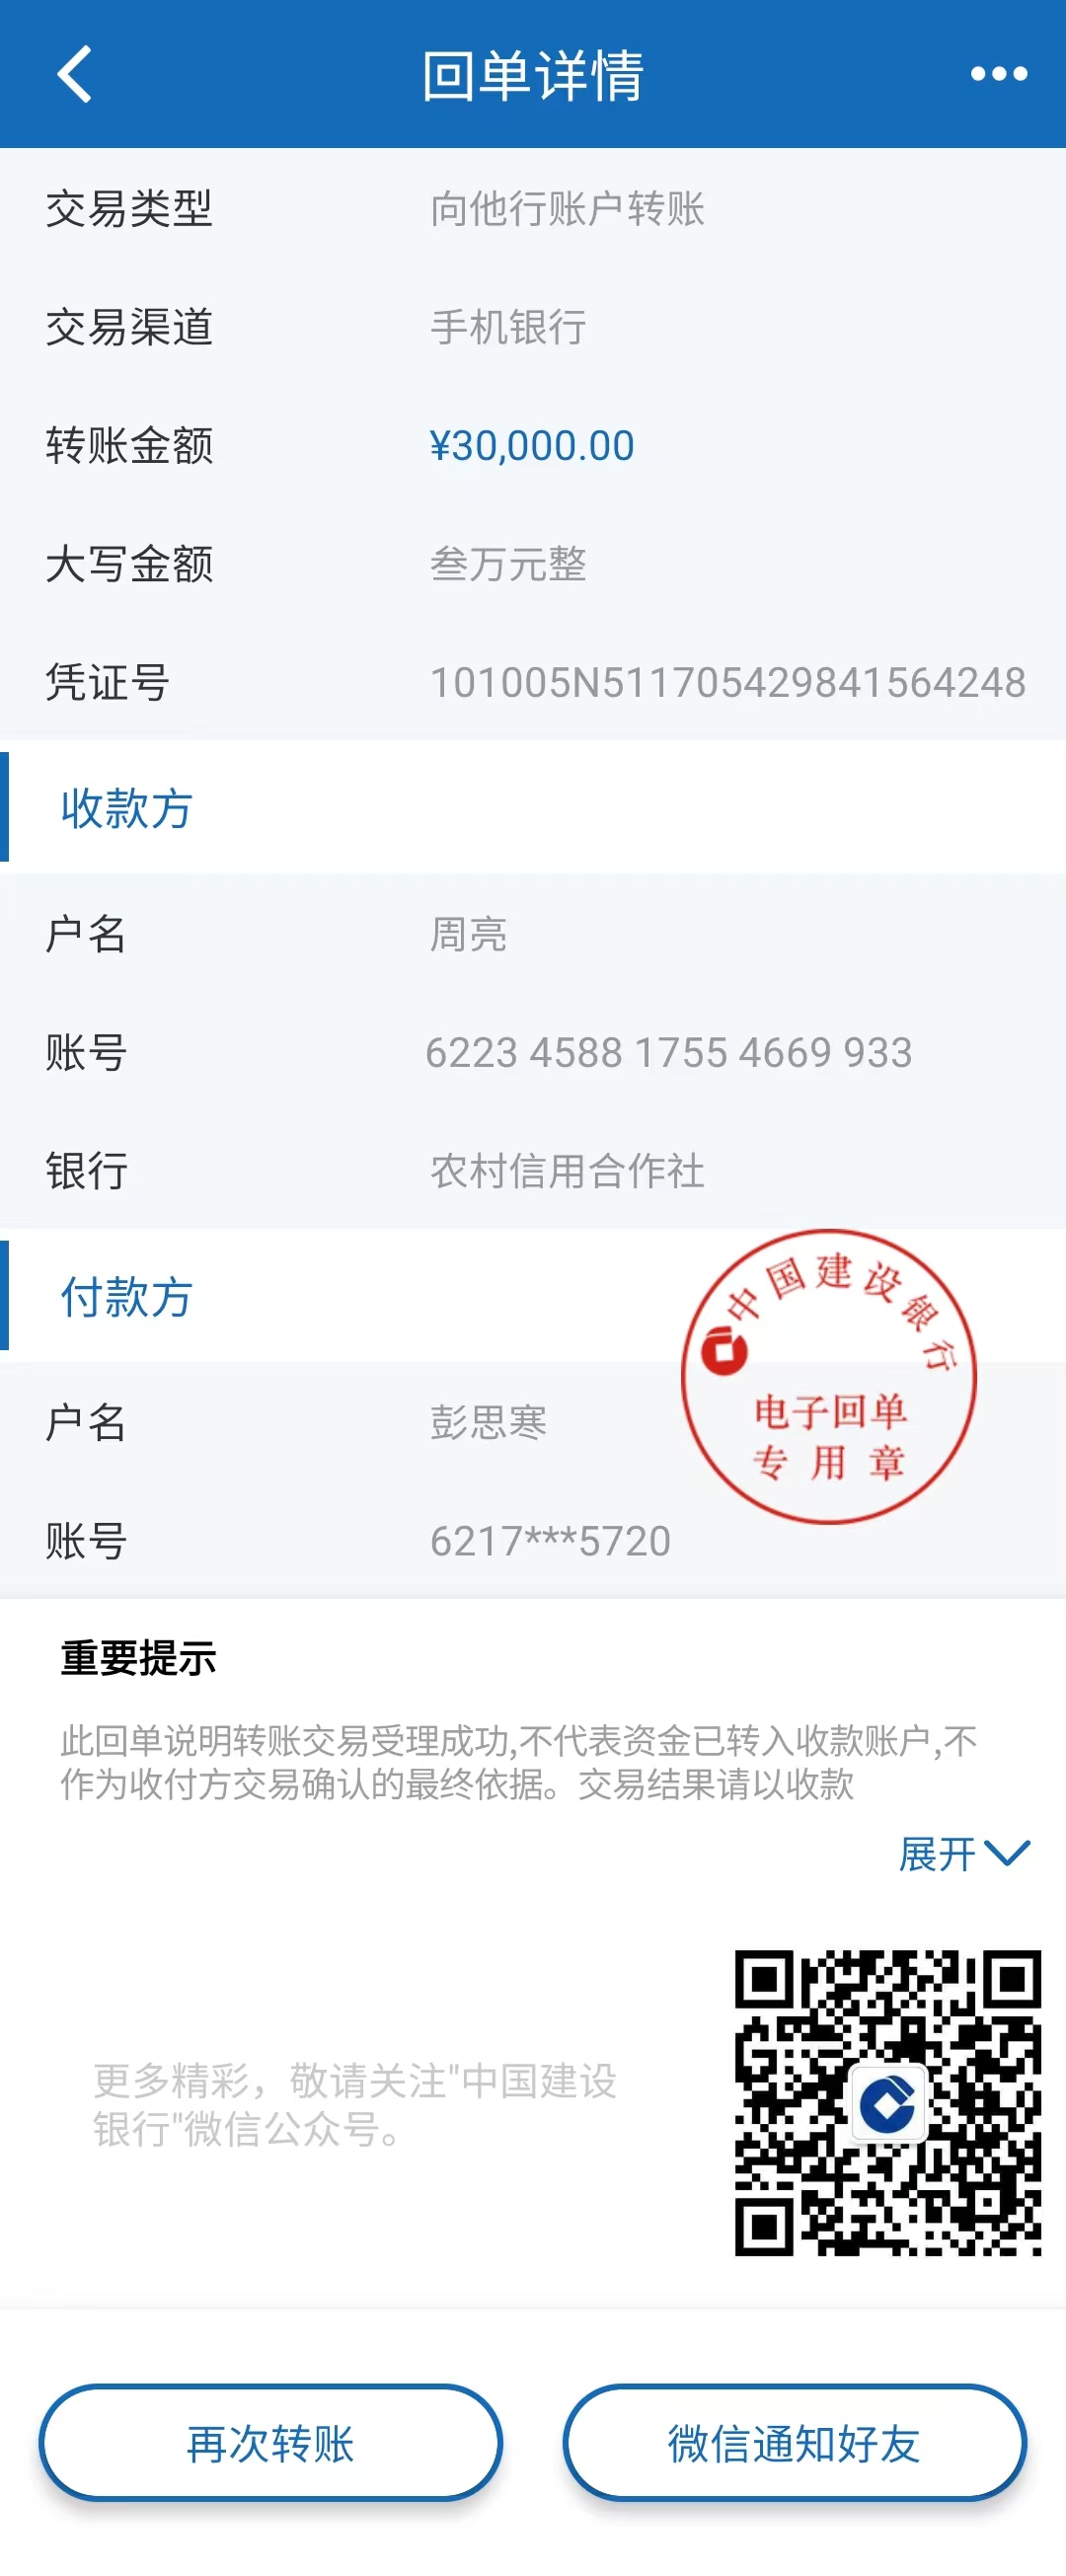 回单详情
交易类型 向他行账户转账
交易渠道 手机银行
转账金额 ¥30,000.00
大写金额 叁万元整
凭证号 101005N511705429841564248
收款方
户名 周亮
账号 6223 4588 1755 4669 933
银行 农村信用合作社
付款方
中国建设银行
电子回单
专用章
户名 彭思寒
账号 6217***5720
重要提示
此回单说明转账交易受理成功,不代表资金已转入收款账户,不
作为收付方交易确认的最终依据。交易结果请以收款
展开
更多精彩，敬请关注"中国建设
银行"微信公众号。
再次转账 微信通知好友